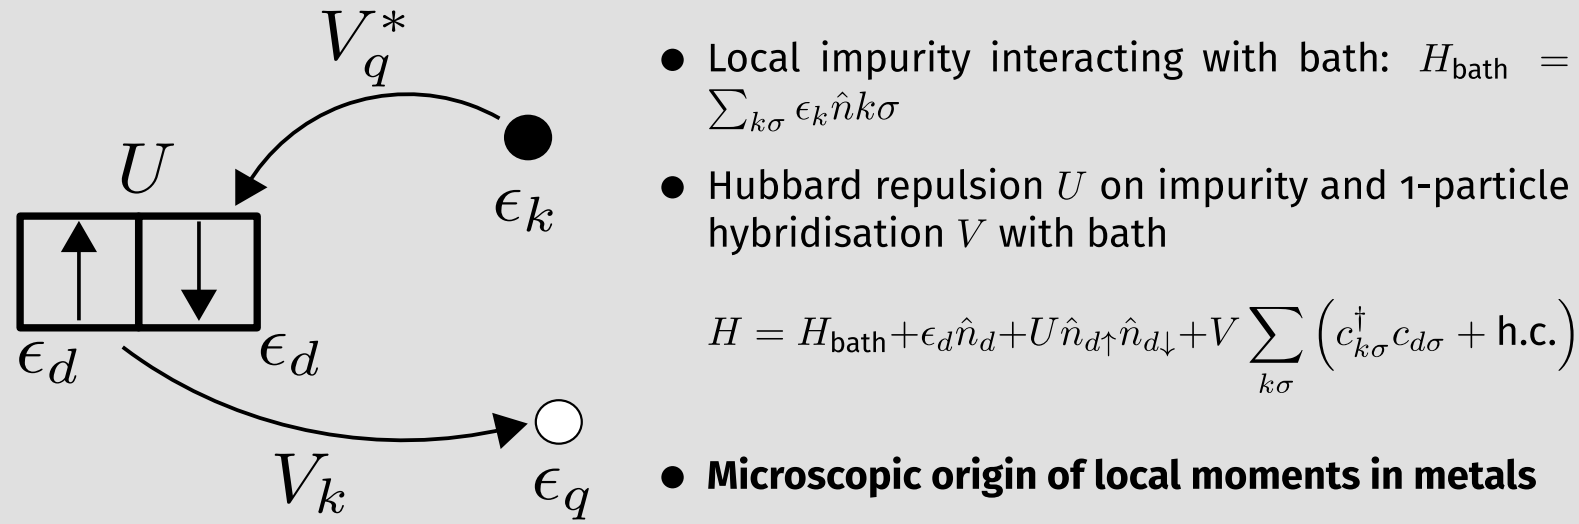 V_q^*
U
ϵ_k
ϵ_d
ϵ_d
V_k
ϵ_q
● Local impurity interacting with bath: H_bath =
∑_{kσ} ϵ_k n̂kσ
● Hubbard repulsion U on impurity and 1-particle
hybridisation V with bath
H = H_bath+ϵ_d n̂_d+U n̂_{d↑} n̂_{d↓}+V ∑_{kσ} (c^†_{kσ} c_{dσ} + h.c.)
● Microscopic origin of local moments in metals